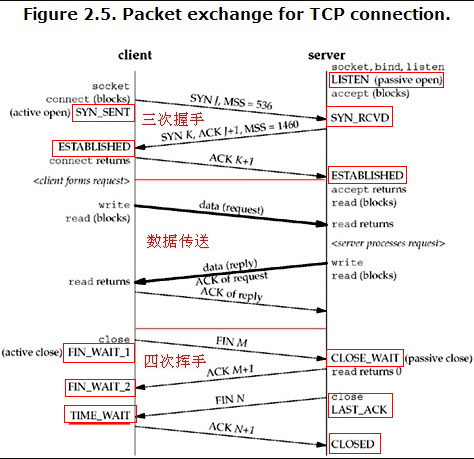 Figure 2.5. Packet exchange for TCP connection.
client
server
socket, bind, listen
LISTEN (passive open)
accept (blocks)
socket
connect (blocks)
(active open) SYN_SENT
SYN J, MSS = 536
三次握手
SYN_RCVD
SYN K, ACK J+1, MSS = 1460
ESTABLISHED
connect returns
ACK K+1
<client forms request>
ESTABLISHED
accept returns
read (blocks)
write
read (blocks)
data (request)
read returns
<server processes request>
数据传送
write
read (blocks)
data (reply)
ACK of request
read returns
ACK of reply
close
(active close) FIN_WAIT_1
FIN M
四次挥手
CLOSE_WAIT (passive close)
read returns 0
ACK M+1
FIN_WAIT_2
close
LAST_ACK
FIN N
TIME_WAIT
ACK N+1
CLOSED